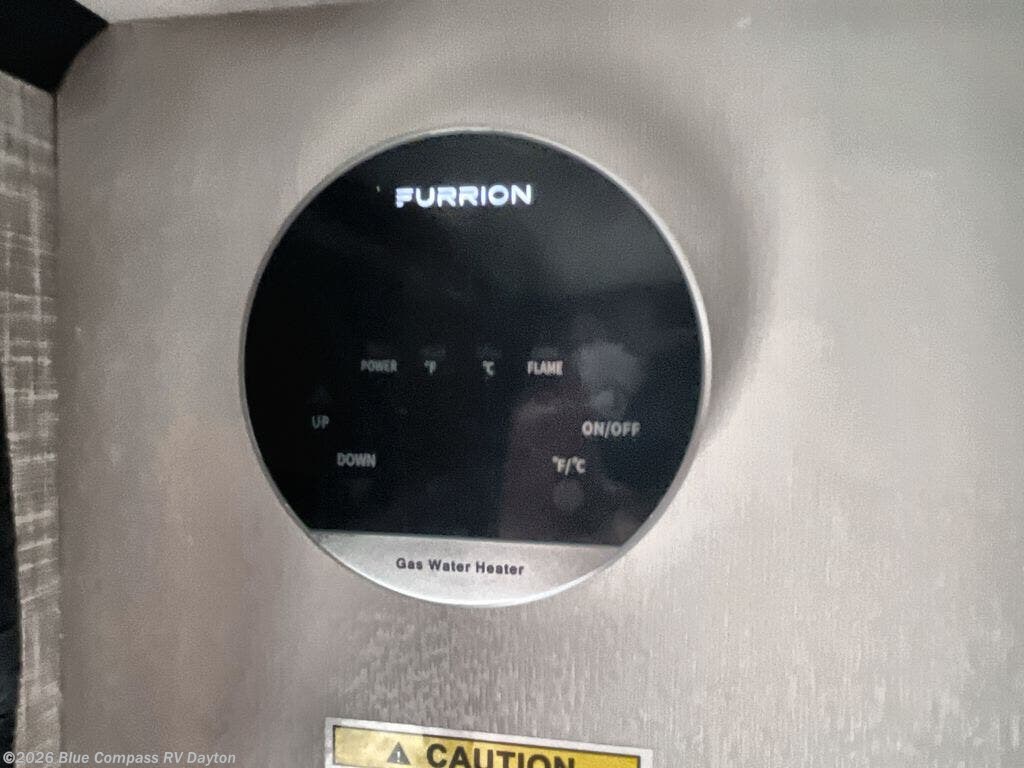 FURRION
POWER °F °C FLAME
UP
ON/OFF
DOWN
°F/°C
Gas Water Heater
CAUTION
©2026 Blue Compass RV Dayton